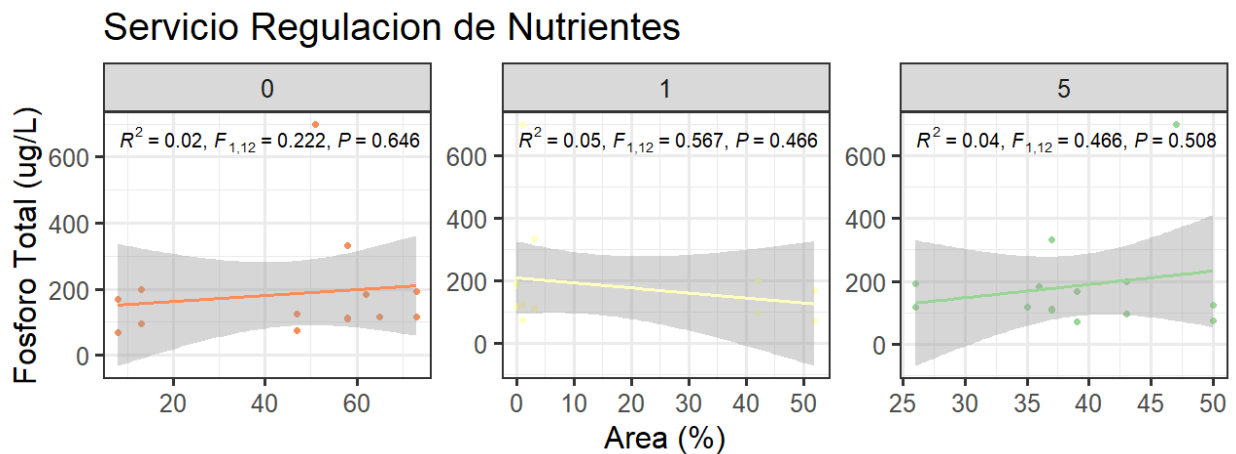 Servicio Regulacion de Nutrientes
0
1
5
R² = 0.02, F₁,₁₂ = 0.222, P = 0.646
R² = 0.05, F₁,₁₂ = 0.567, P = 0.466
R² = 0.04, F₁,₁₂ = 0.466, P = 0.508
Fosforo Total (ug/L)
600
400
200
0
600
400
200
0
600
400
200
0
20 40 60
0 10 20 30 40 50
25 30 35 40 45 50
Area (%)